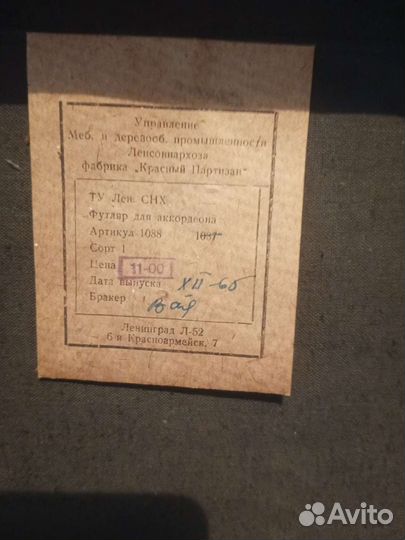 Управление
Меб. и деревооб. промышленности
Ленсовнархоза
фабрика „Красный Партизан"
ТУ Лен. СНХ
Футляр для аккордеона
Артикул 1088 1037
Сорт 1
Цена 11-00
Дата выпуска XII-65
Бракер
Ленинград Л-52
6-я Красноармейск, 7
Avito